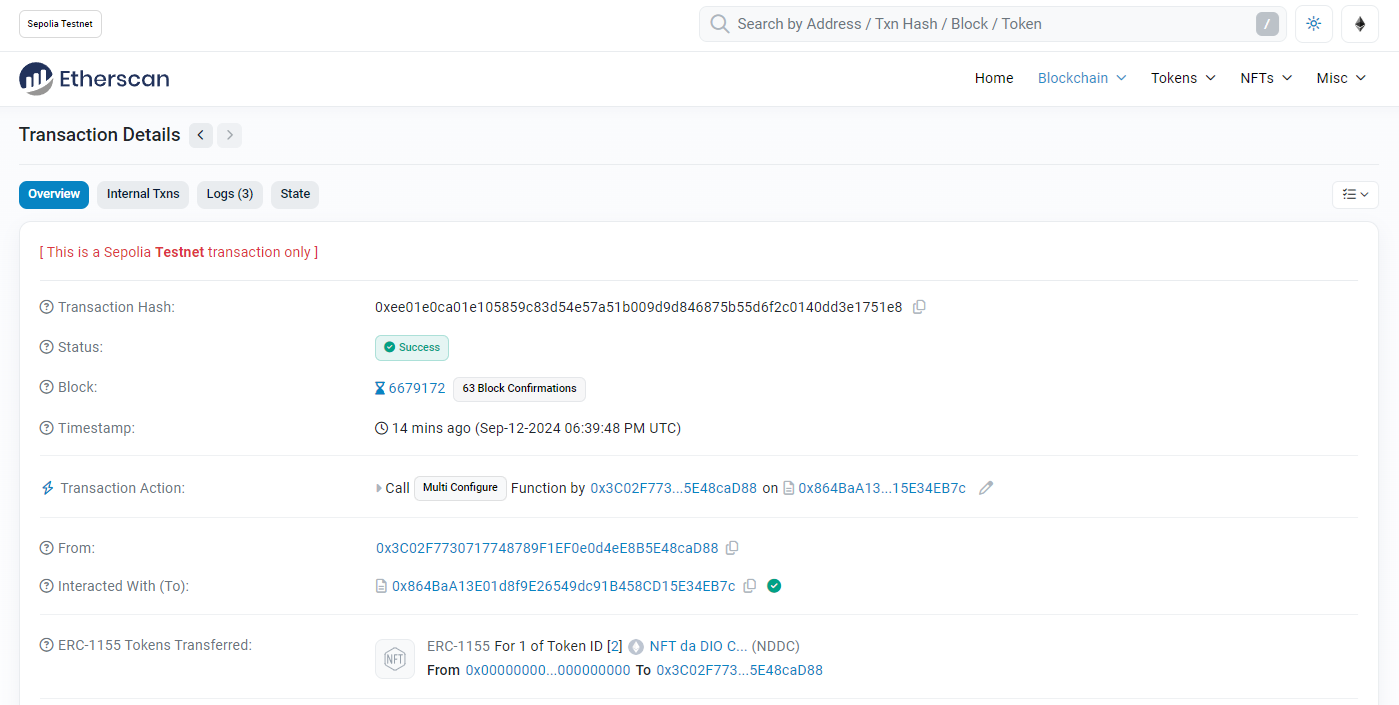 Sepolia Testnet
Search by Address / Txn Hash / Block / Token
/
Etherscan
Home Blockchain Tokens NFTs Misc
Transaction Details
Overview Internal Txns Logs (3) State
[ This is a Sepolia Testnet transaction only ]
Transaction Hash: 0xee01e0ca01e105859c83d54e57a51b009d9d846875b55d6f2c0140dd3e1751e8
Status: Success
Block: 6679172 63 Block Confirmations
Timestamp: 14 mins ago (Sep-12-2024 06:39:48 PM UTC)
Transaction Action: Call Multi Configure Function by 0x3C02F773...5E48caD88 on 0x864BaA13...15E34EB7c
From: 0x3C02F7730717748789F1EF0e0d4eE8B5E48caD88
Interacted With (To): 0x864BaA13E01d8f9E26549dc91B458CD15E34EB7c
ERC-1155 Tokens Transferred: NFT ERC-1155 For 1 of Token ID [2] NFT da DIO C... (NDDC)
From 0x00000000...000000000 To 0x3C02F773...5E48caD88